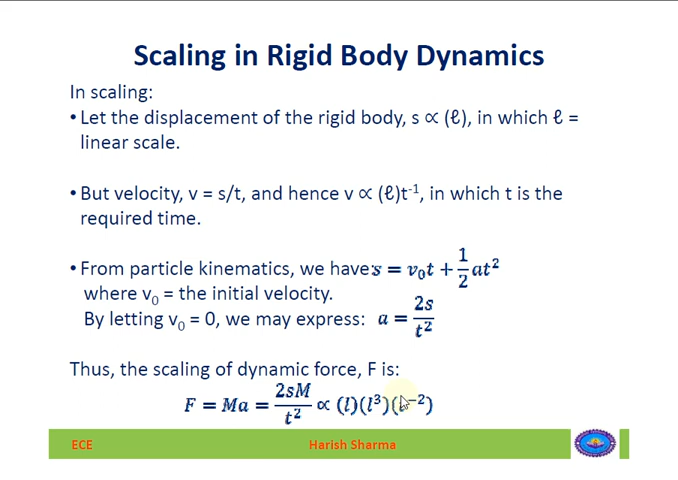 Scaling in Rigid Body Dynamics
In scaling:
• Let the displacement of the rigid body, s ∝ (ℓ), in which ℓ =
linear scale.
• But velocity, v = s/t, and hence v ∝ (ℓ)t⁻¹, in which t is the
required time.
• From particle kinematics, we have s = v₀t + 1/2 at²
where v₀ = the initial velocity.
By letting v₀ = 0, we may express: a = 2s/t²
Thus, the scaling of dynamic force, F is:
F = Ma = 2sM/t² ∝ (l)(l³)(t⁻²)
ECE
Harish Sharma